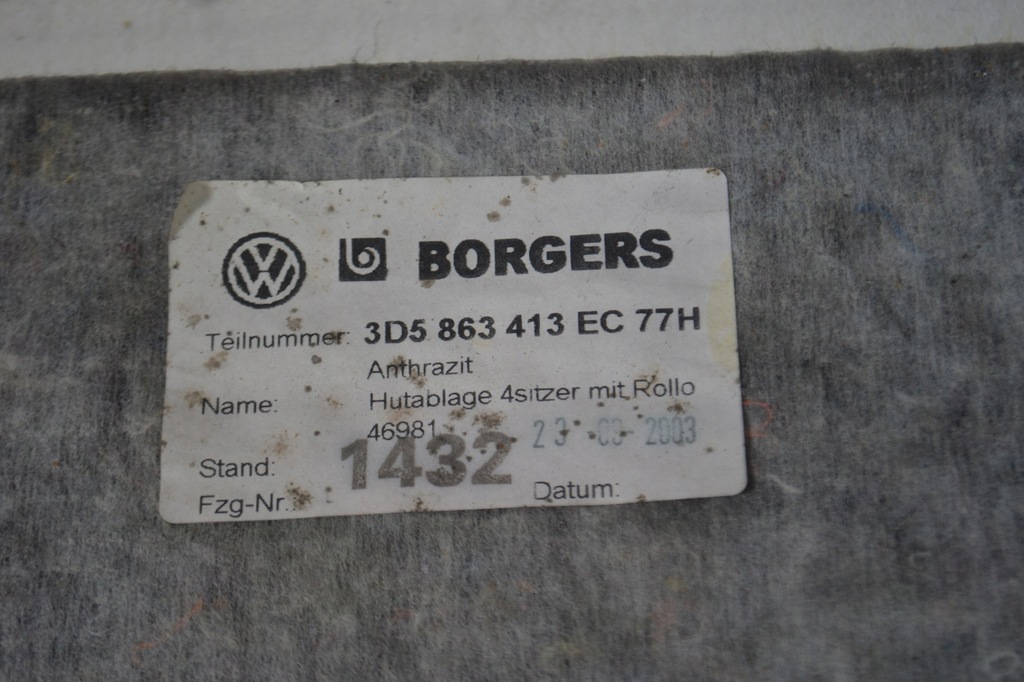 BORGERS
Teilnummer: 3D5 863 413 EC 77H
Anthrazit
Name: Hutablage 4sitzer mit Rollo
46981
Stand: 1432 23 2003
Fzg-Nr.: Datum: